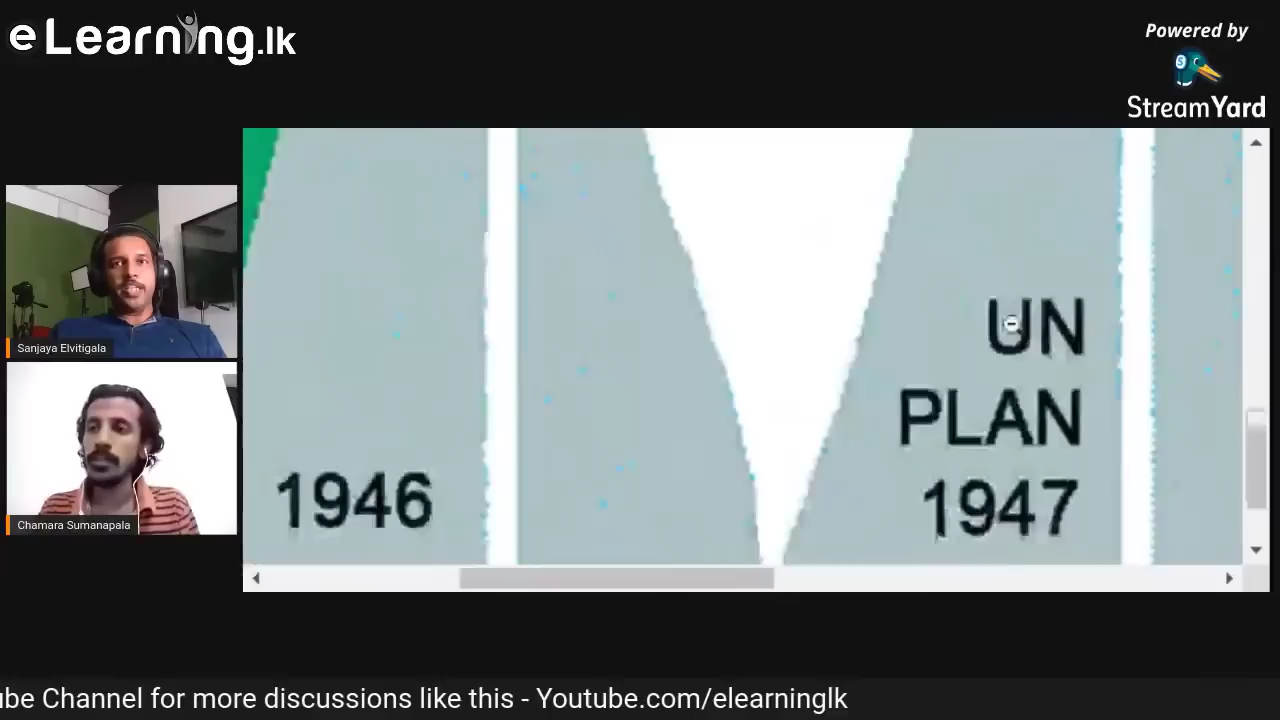 eLearning.lk
Powered by
StreamYard
Sanjaya Elvitigala
Chamara Sumanapala
1946
UN
PLAN
1947
Channel for more discussions like this - Youtube.com/elearninglk